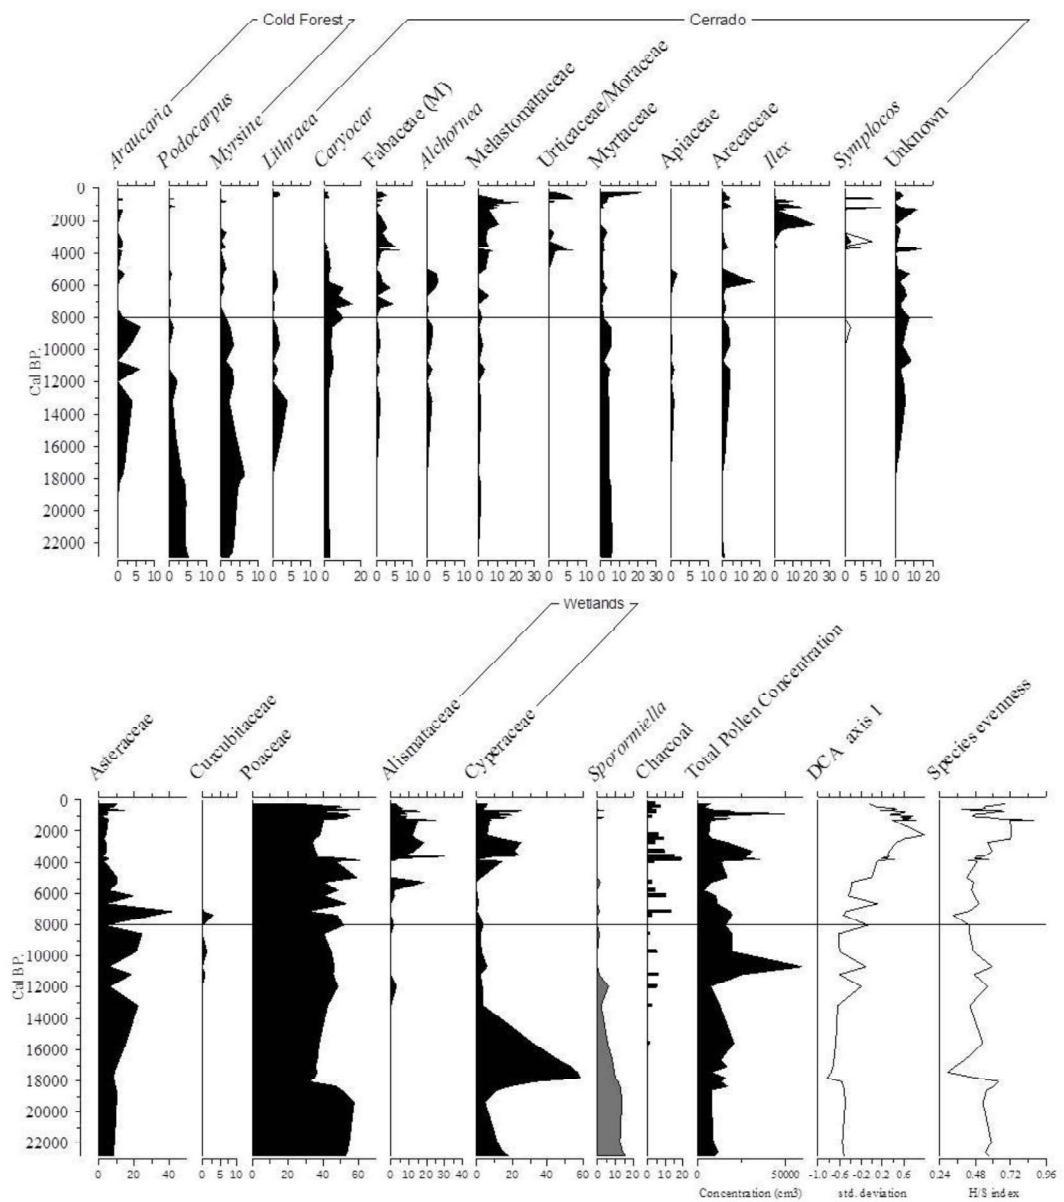 Cold Forest Cerrado
Araucaria Podocarpus Myrsine Lithraea Caryocar Fabaceae (M) Alchornea Melastomataceae Urticaceae/Moraceae Myrtaceae Apiaceae Arecaceae Ilex Symplocos Unknown
0
2000
4000
6000
8000
10000
12000
14000
16000
18000
20000
22000
Cal BP.
0 5 10 0 5 10 0 5 10 0 5 10 0 20 0 5 10 0 5 10 0 10 20 30 0 5 10 0 10 20 30 0 5 10 0 10 20 0 10 20 30 0 5 10 0 10 20
Wetlands
Asteraceae Curcubitaceae Poaceae Alismataceae Cyperaceae Sporormiella Charcoal Total Pollen Concentration DCA axis 1 Species evenness
0
2000
4000
6000
8000
10000
12000
14000
16000
18000
20000
22000
Cal BP.
0 20 40 0 5 10 0 20 40 60 0 10 20 30 40 0 20 40 60 0 10 20 0 10 20 0 50000 -1.0 -0.6 -0.2 0.2 0.6 0.24 0.48 0.72 0.96
Concentration (cm3) std. deviation H/S index